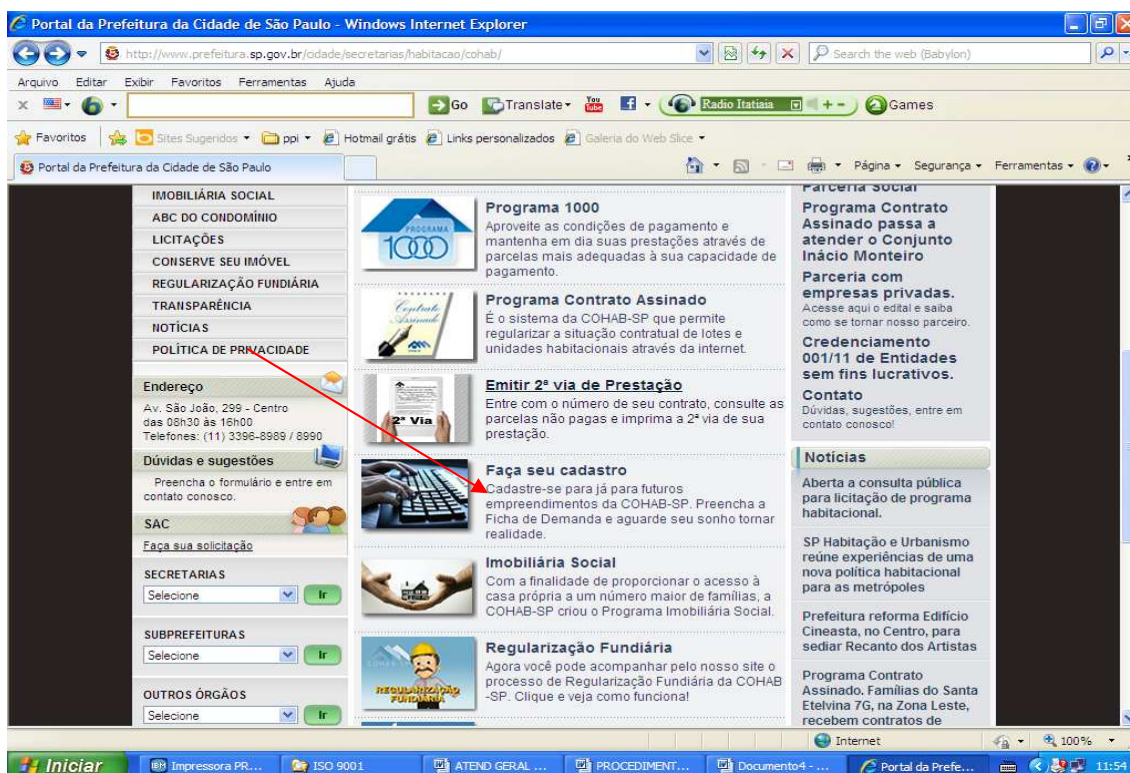 Portal da Prefeitura da Cidade de São Paulo - Windows Internet Explorer
http://www.prefeitura.sp.gov.br/cidade/secretarias/habitacao/cohab/
Search the web (Babylon)
Arquivo Editar Exibir Favoritos Ferramentas Ajuda
x Go Translate You Tube f Radio Itatiaia Games
Favoritos Sites Sugeridos ppi Hotmail grátis Links personalizados Galeria do Web Slice
Portal da Prefeitura da Cidade de São Paulo
Página Segurança Ferramentas
IMOBILIÁRIA SOCIAL
ABC DO CONDOMÍNIO
LICITAÇÕES
CONSERVE SEU IMÓVEL
REGULARIZAÇÃO FUNDIÁRIA
TRANSPARÊNCIA
NOTÍCIAS
POLÍTICA DE PRIVACIDADE
Endereço
Av. São João, 299 - Centro
das 08h30 às 16h00
Telefones: (11) 3396-8989 / 8990
Dúvidas e sugestões
Preencha o formulário e entre em
contato conosco.
SAC
Faça sua solicitação
SECRETARIAS
Selecione Ir
SUBPREFEITURAS
Selecione Ir
OUTROS ÓRGÃOS
Selecione Ir
PROGRAMA
1000
Programa 1000
Aproveite as condições de pagamento e
mantenha em dia suas prestações através de
parcelas mais adequadas à sua capacidade de
pagamento.
Contrato
Assinado
Programa Contrato Assinado
É o sistema da COHAB-SP que permite
regularizar a situação contratual de lotes e
unidades habitacionais através da internet.
2ª Via
Emitir 2ª via de Prestação
Entre com o número de seu contrato, consulte as
parcelas não pagas e imprima a 2ª via de sua
prestação.
Faça seu cadastro
Cadastre-se para já para futuros
empreendimentos da COHAB-SP. Preencha a
Ficha de Demanda e aguarde seu sonho tornar
realidade.
Imobiliária Social
Com a finalidade de proporcionar o acesso à
casa própria a um número maior de famílias, a
COHAB-SP criou o Programa Imobiliária Social.
COHAB-SP
REGULARIZAÇÃO
FUNDIÁRIA
Regularização Fundiária
Agora você pode acompanhar pelo nosso site o
processo de Regularização Fundiária da COHAB
-SP. Clique e veja como funciona!
Parceria Social
Programa Contrato
Assinado passa a
atender o Conjunto
Inácio Monteiro
Parceria com
empresas privadas.
Acesse aqui o edital e saiba
como se tornar nosso parceiro.
Credenciamento
001/11 de Entidades
sem fins lucrativos.
Contato
Dúvidas, sugestões, entre em
contato conosco!
Notícias
Aberta a consulta pública
para licitação de programa
habitacional.
SP Habitação e Urbanismo
reúne experiências de uma
nova política habitacional
para as metrópoles
Prefeitura reforma Edifício
Cineasta, no Centro, para
sediar Recanto dos Artistas
Programa Contrato
Assinado. Famílias do Santa
Etelvina 7G, na Zona Leste,
recebem contratos de
Internet 100%
Iniciar Impressora PR... ISO 9001 ATEND GERAL ... PROCEDIMENT... Documento4 - ... Portal da Prefe... 11:54